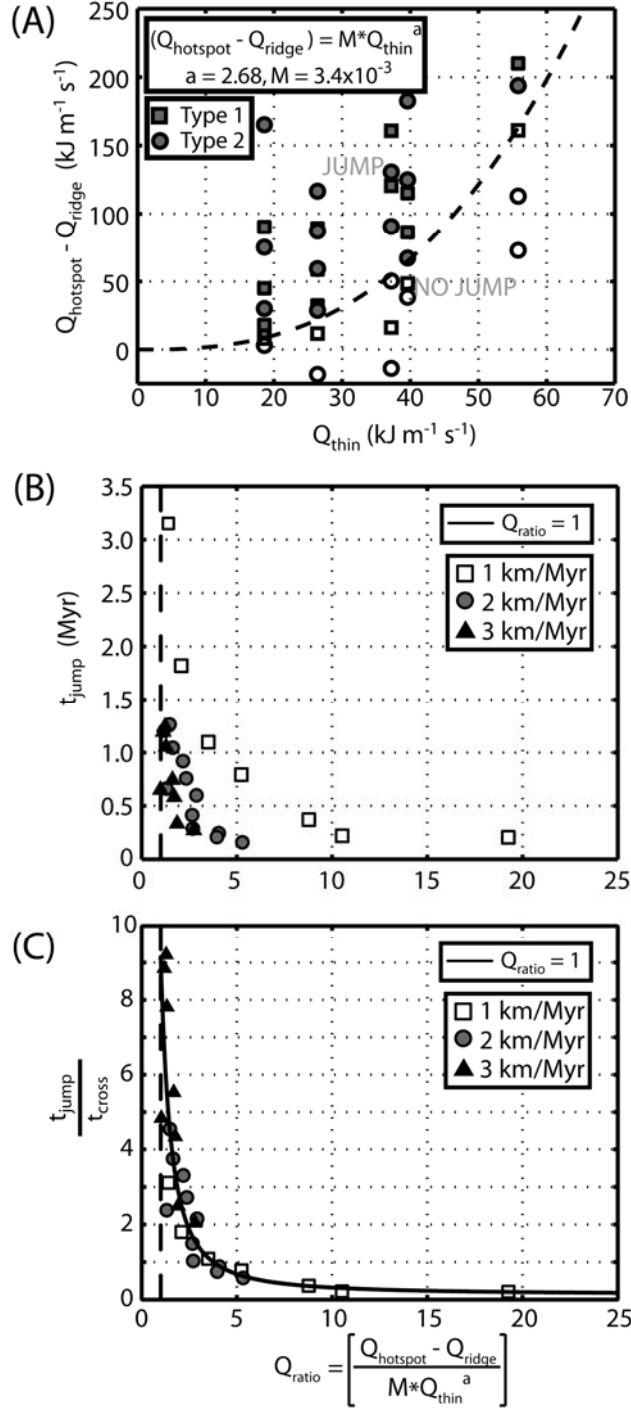 (A)
(Q_hotspot - Q_ridge) = M*Q_thin^a
a = 2.68, M = 3.4x10^-3
Type 1
Type 2
JUMP
NO JUMP
250
200
150
100
50
0
Q_hotspot - Q_ridge
(kJ m^-1 s^-1)
0 10 20 30 40 50 60 70
Q_thin (kJ m^-1 s^-1)
(B)
3.5
3.0
2.5
2.0
1.5
1.0
0.5
0
t_jump (Myr)
Q_ratio = 1
1 km/Myr
2 km/Myr
3 km/Myr
0 5 10 15 20 25
(C)
10
9
8
7
6
5
4
3
2
1
0
t_jump
t_cross
Q_ratio = 1
1 km/Myr
2 km/Myr
3 km/Myr
0 5 10 15 20 25
Q_ratio = [Q_hotspot - Q_ridge
M*Q_thin^a]